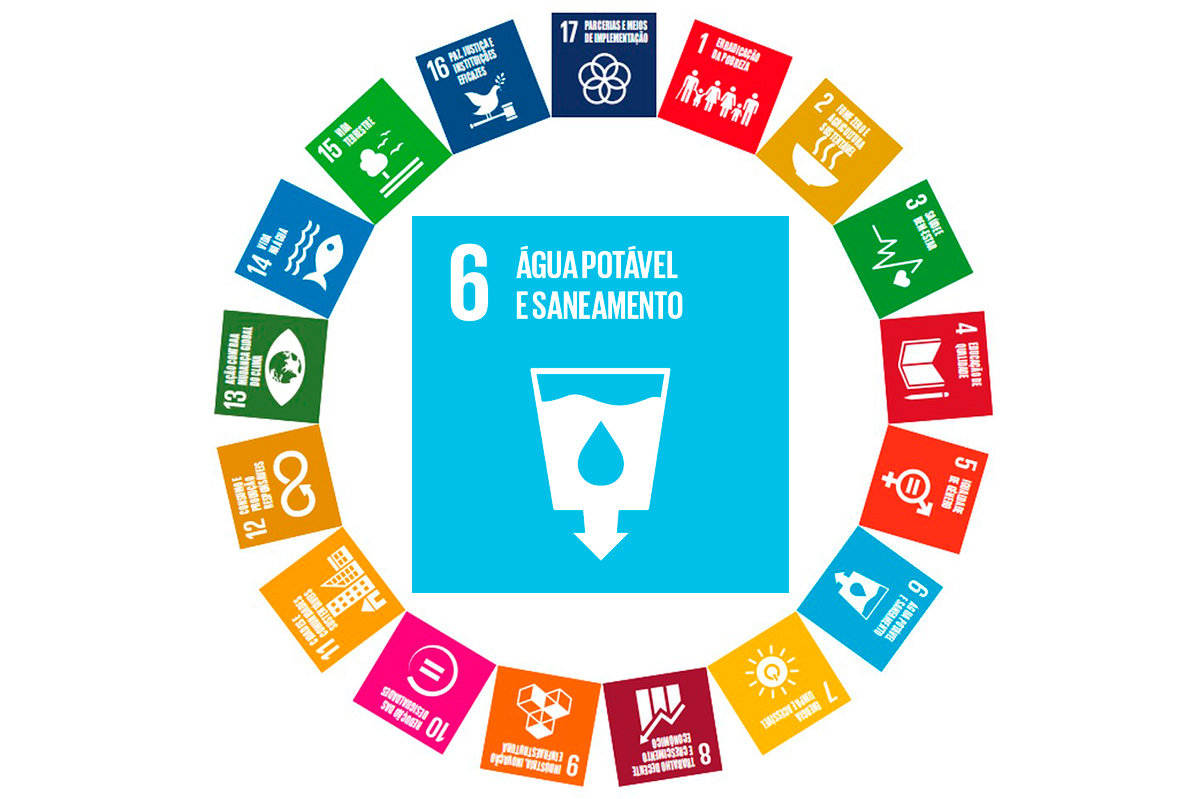 17 PARCERIAS E MEIOS
DE IMPLEMENTAÇÃO
1 ERRADICAÇÃO
DA POBREZA
2 FOME ZERO E
AGRICULTURA
SUSTENTÁVEL
3 SAÚDE E
BEM-ESTAR
4 EDUCAÇÃO DE
QUALIDADE
5 IGUALDADE
DE GÊNERO
6 ÁGUA POTÁVEL
E SANEAMENTO
7 ENERGIA
LIMPA E ACESSÍVEL
8 TRABALHO DECENTE
E CRESCIMENTO
ECONÔMICO
9 INDÚSTRIA, INOVAÇÃO
E INFRAESTRUTURA
10 REDUÇÃO DAS
DESIGUALDADES
11 CIDADES E
COMUNIDADES
SUSTENTÁVEIS
12 CONSUMO E
PRODUÇÃO
RESPONSÁVEIS
13 AÇÃO CONTRA A
MUDANÇA GLOBAL
DO CLIMA
14 VIDA
NA ÁGUA
15 VIDA
TERRESTRE
16 PAZ, JUSTIÇA E
INSTITUIÇÕES
EFICAZES
6 ÁGUA POTÁVEL
E SANEAMENTO